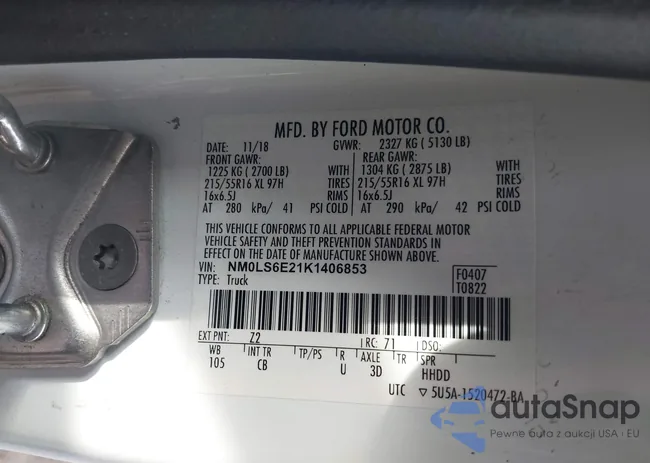 MFD. BY FORD MOTOR CO.
DATE: 11/18 GVWR: 2327 KG ( 5130 LB)
FRONT GAWR: REAR GAWR:
1225 KG ( 2700 LB) WITH 1304 KG ( 2875 LB) WITH
215/55R16 XL 97H TIRES 215/55R16 XL 97H TIRES
16x6.5J RIMS 16x6.5J RIMS
AT 280 kPa/ 41 PSI COLD AT 290 kPa/ 42 PSI COLD
THIS VEHICLE CONFORMS TO ALL APPLICABLE FEDERAL MOTOR
VEHICLE SAFETY AND THEFT PREVENTION STANDARDS IN
EFFECT ON THE DATE OF MANUFACTURE SHOWN ABOVE.
VIN: NM0LS6E21K1406853 F0407
TYPE: Truck T0822
EXT PNT: Z2 RC: 71 DSO:
WB INT TR TP/PS R AXLE TR SPR
105 CB U 3D HHDD
UTC ▽ 5U5A-1520472-BA
autoSnap
Pewne auta z aukcji USA i EU